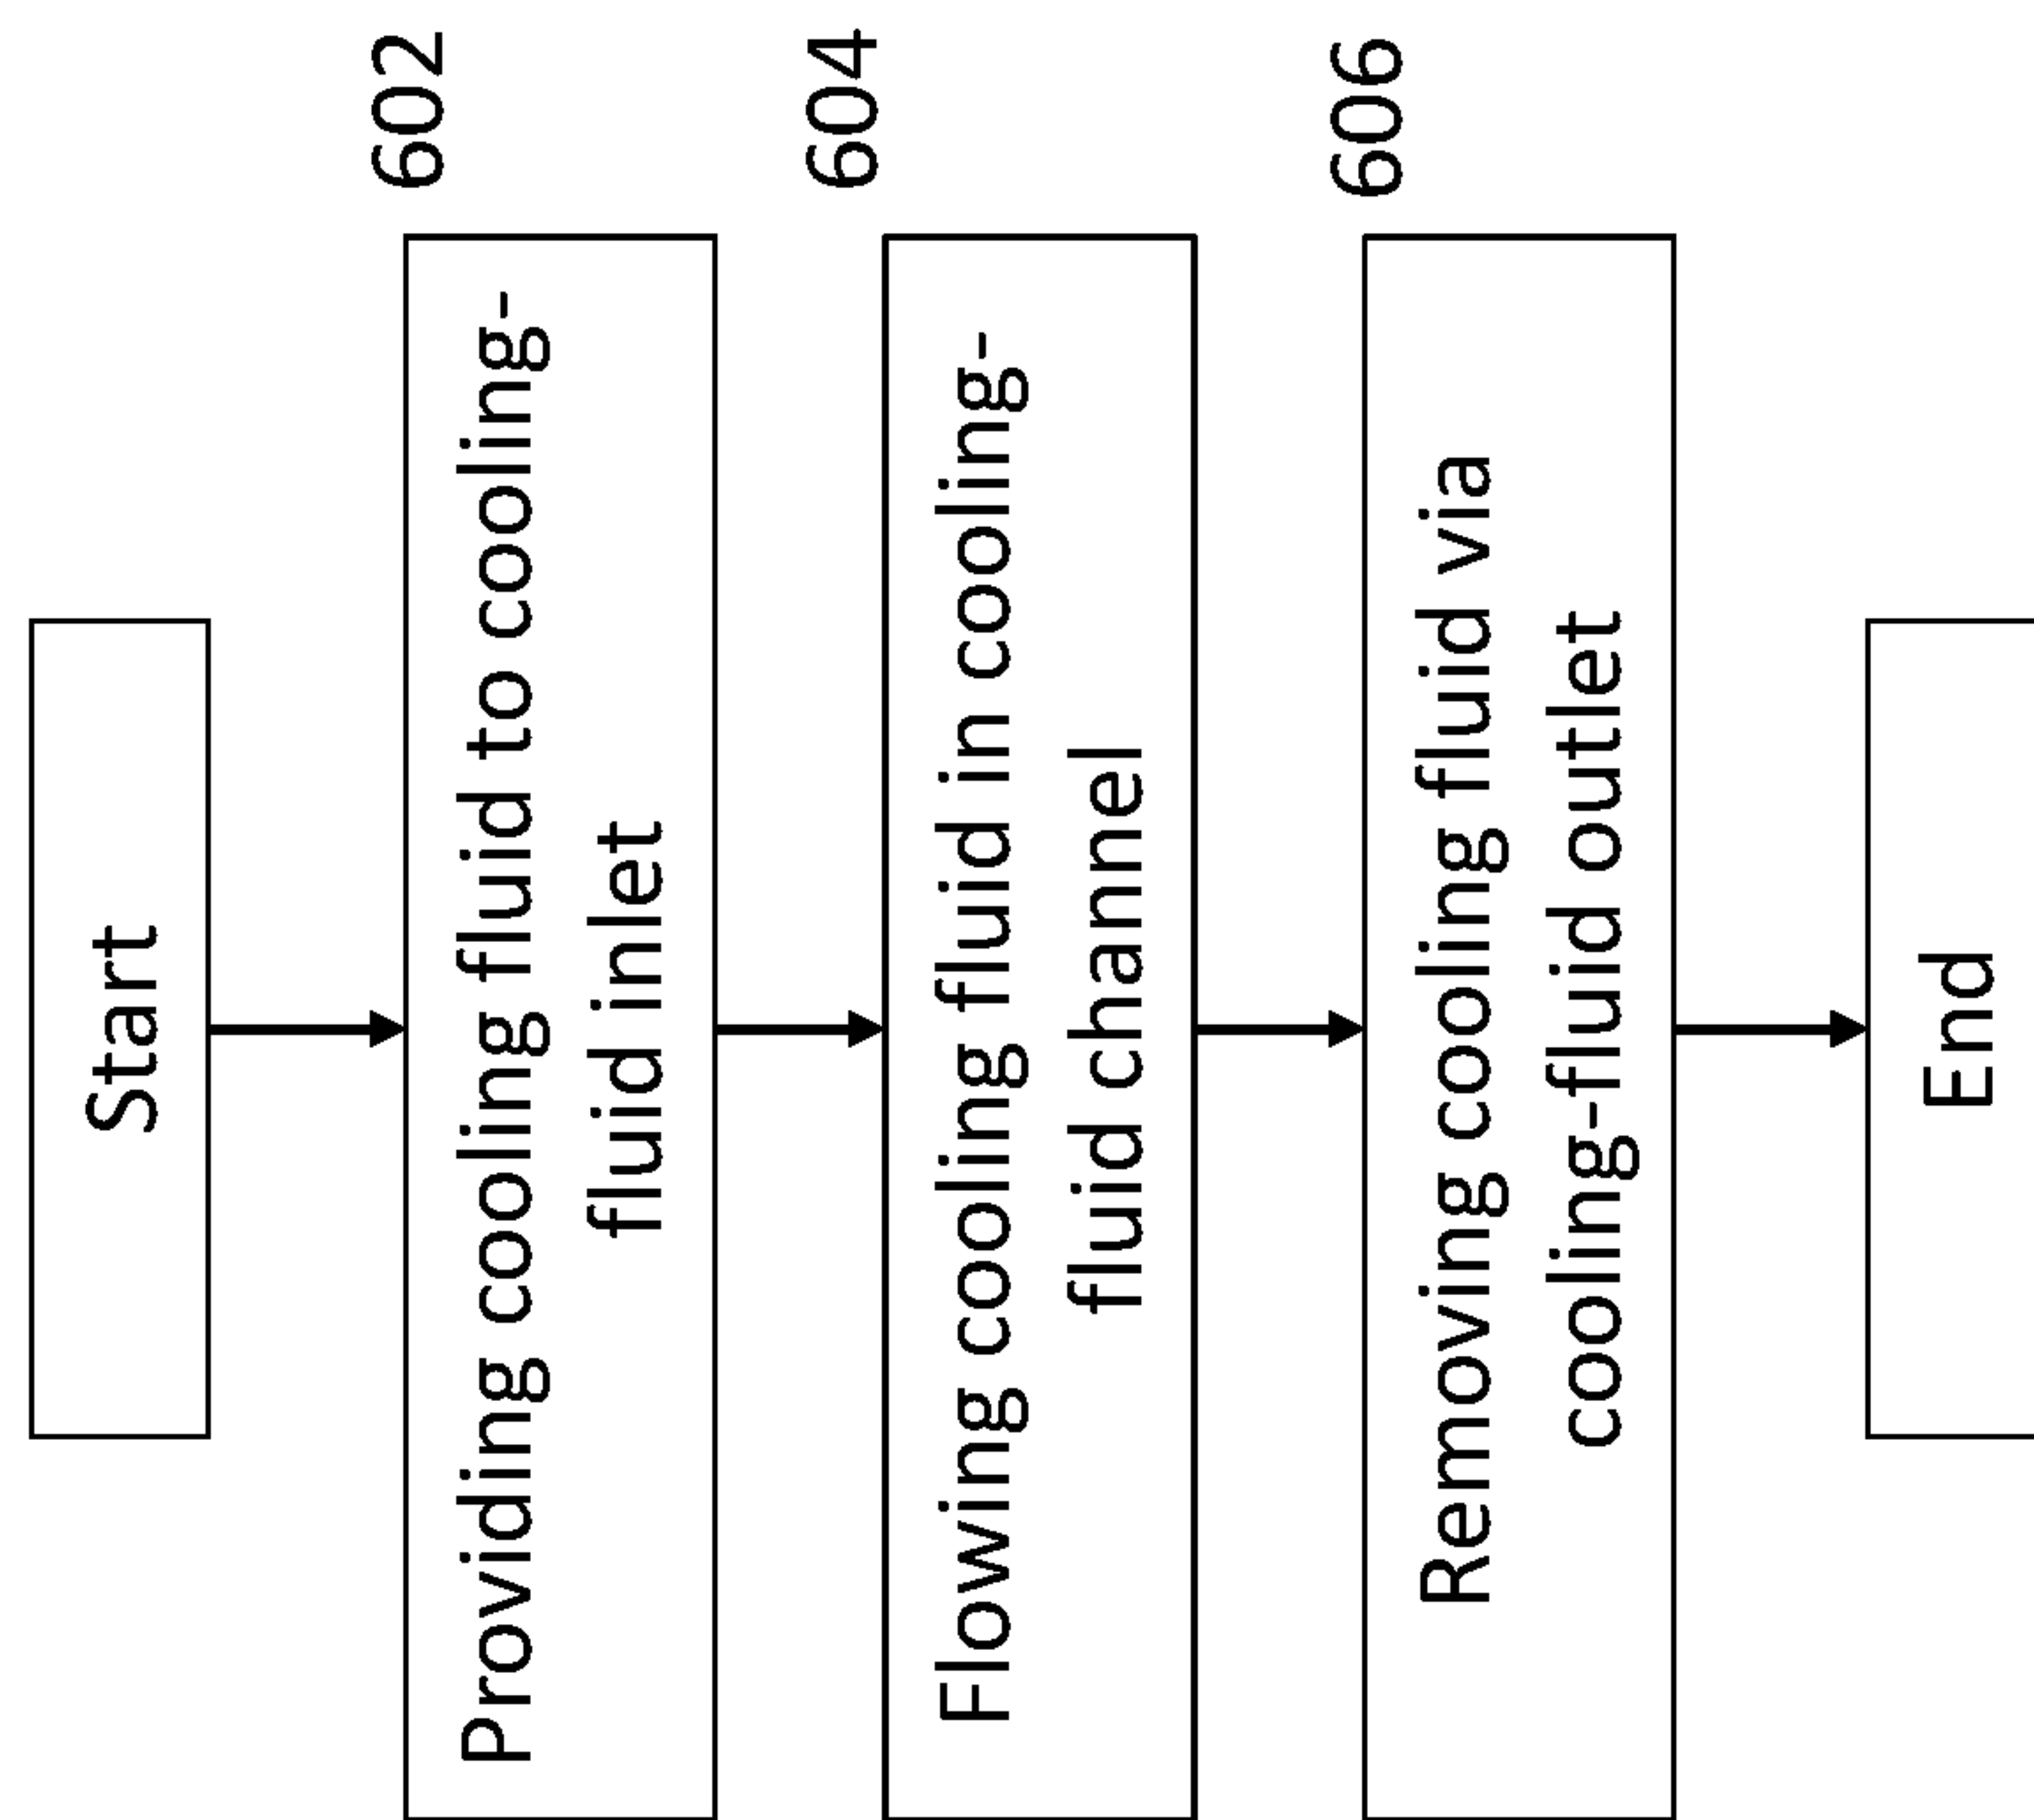 Start
602
Providing cooling fluid to cooling-
fluid inlet
604
Flowing cooling fluid in cooling-
fluid channel
606
Removing cooling fluid via
cooling-fluid outlet
End